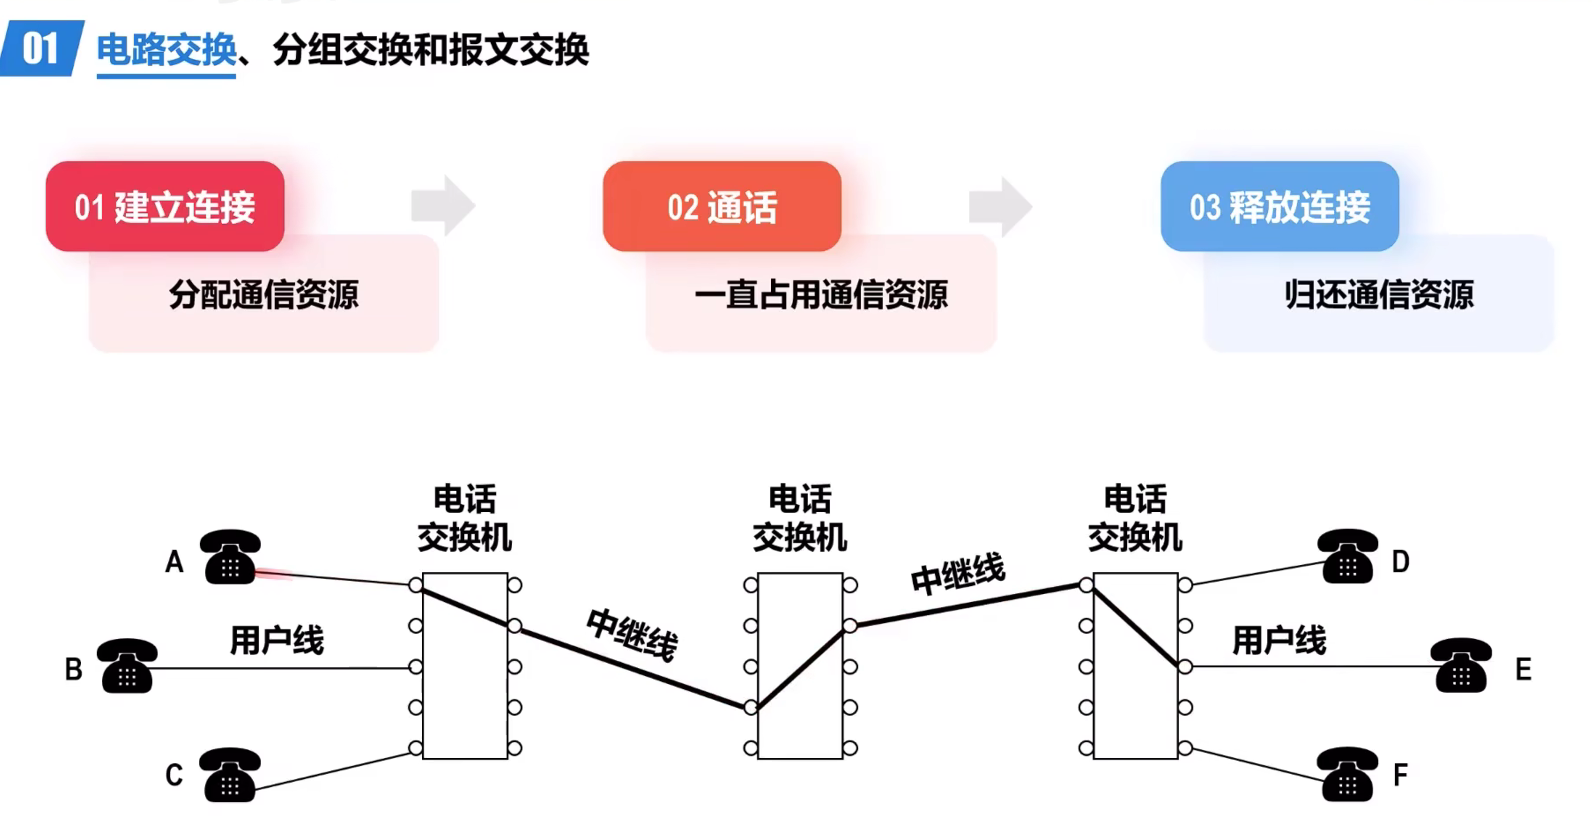 01 电路交换、分组交换和报文交换
01 建立连接
分配通信资源
02 通话
一直占用通信资源
03 释放连接
归还通信资源
电话
交换机
电话
交换机
电话
交换机
A
B
C
用户线
中继线
中继线
用户线
D
E
F